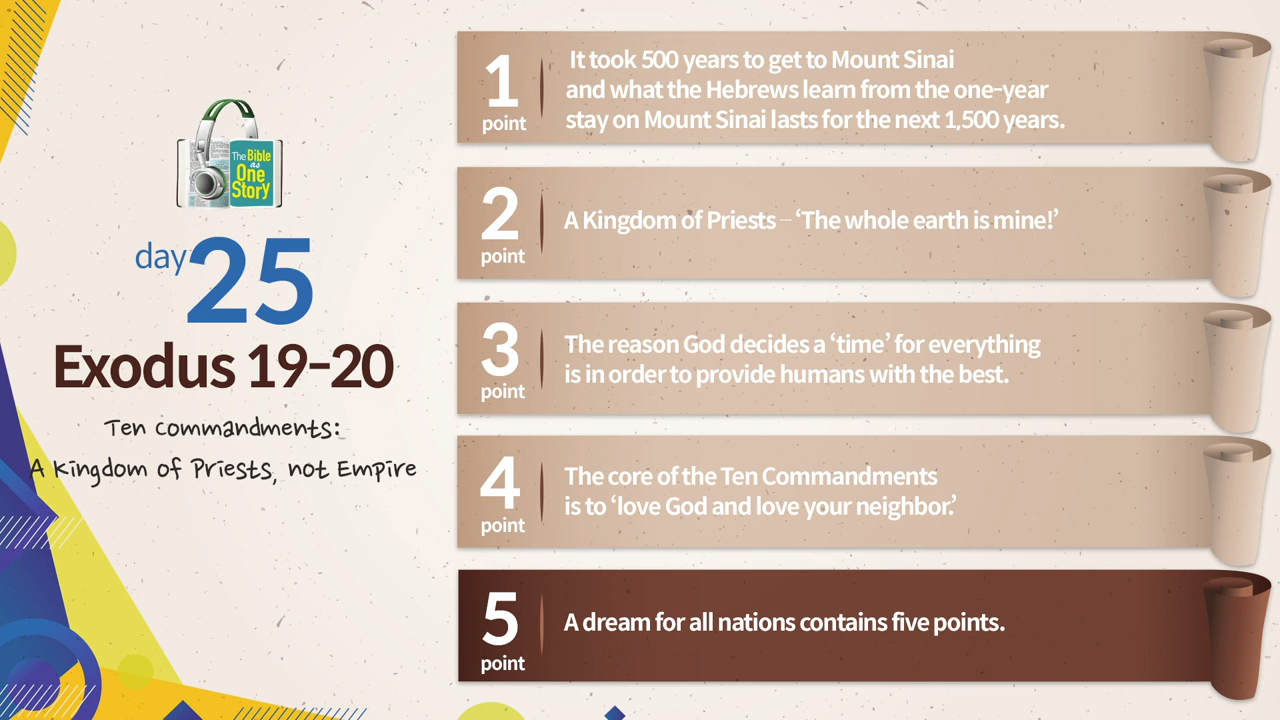 The Bible
as
One
Story
day 25
Exodus 19-20
Ten Commandments:
A Kingdom of Priests, not Empire
1
point
It took 500 years to get to Mount Sinai
and what the Hebrews learn from the one-year
stay on Mount Sinai lasts for the next 1,500 years.
2
point
A Kingdom of Priests – ‘The whole earth is mine!’
3
point
The reason God decides a ‘time’ for everything
is in order to provide humans with the best.
4
point
The core of the Ten Commandments
is to ‘love God and love your neighbor.’
5
point
A dream for all nations contains five points.